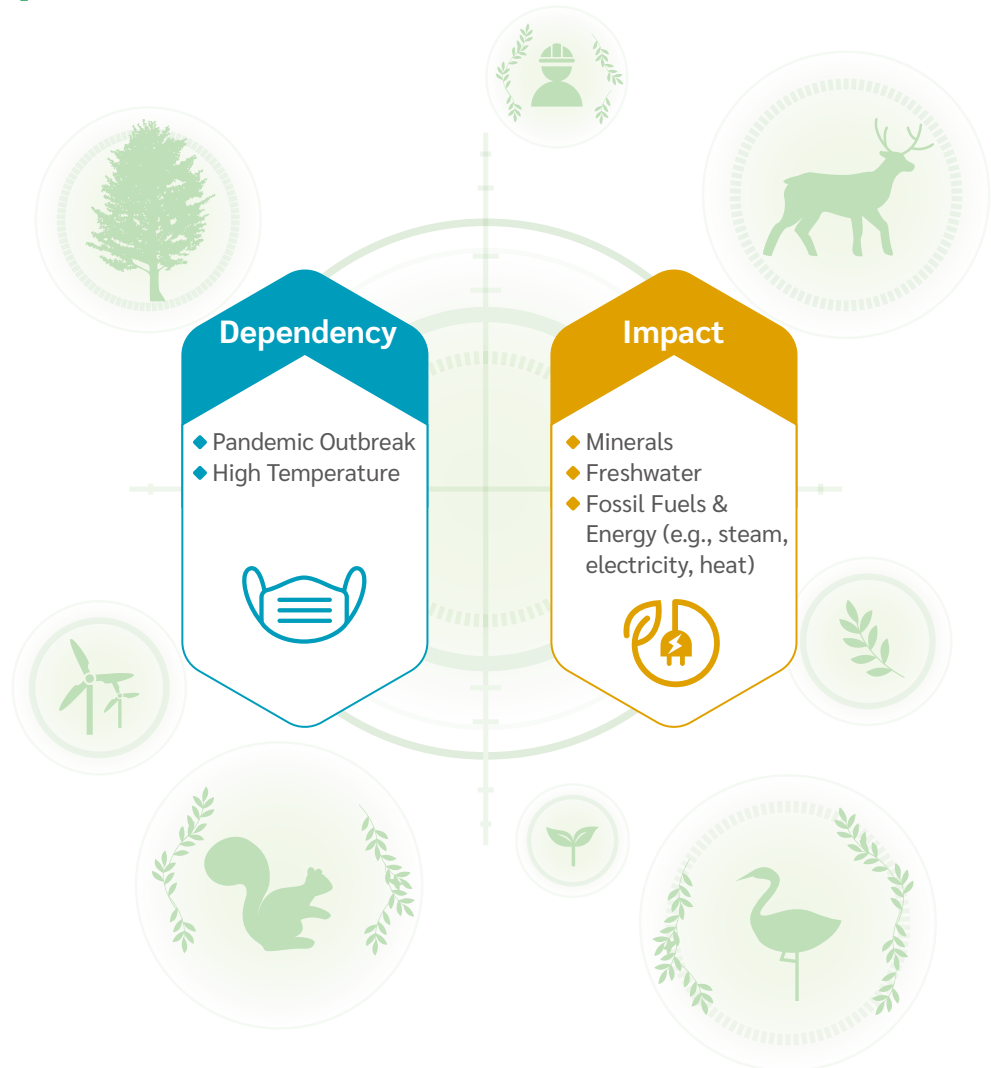 Dependency
◆ Pandemic Outbreak
◆ High Temperature
Impact
◆ Minerals
◆ Freshwater
◆ Fossil Fuels &
Energy (e.g., steam,
electricity, heat)